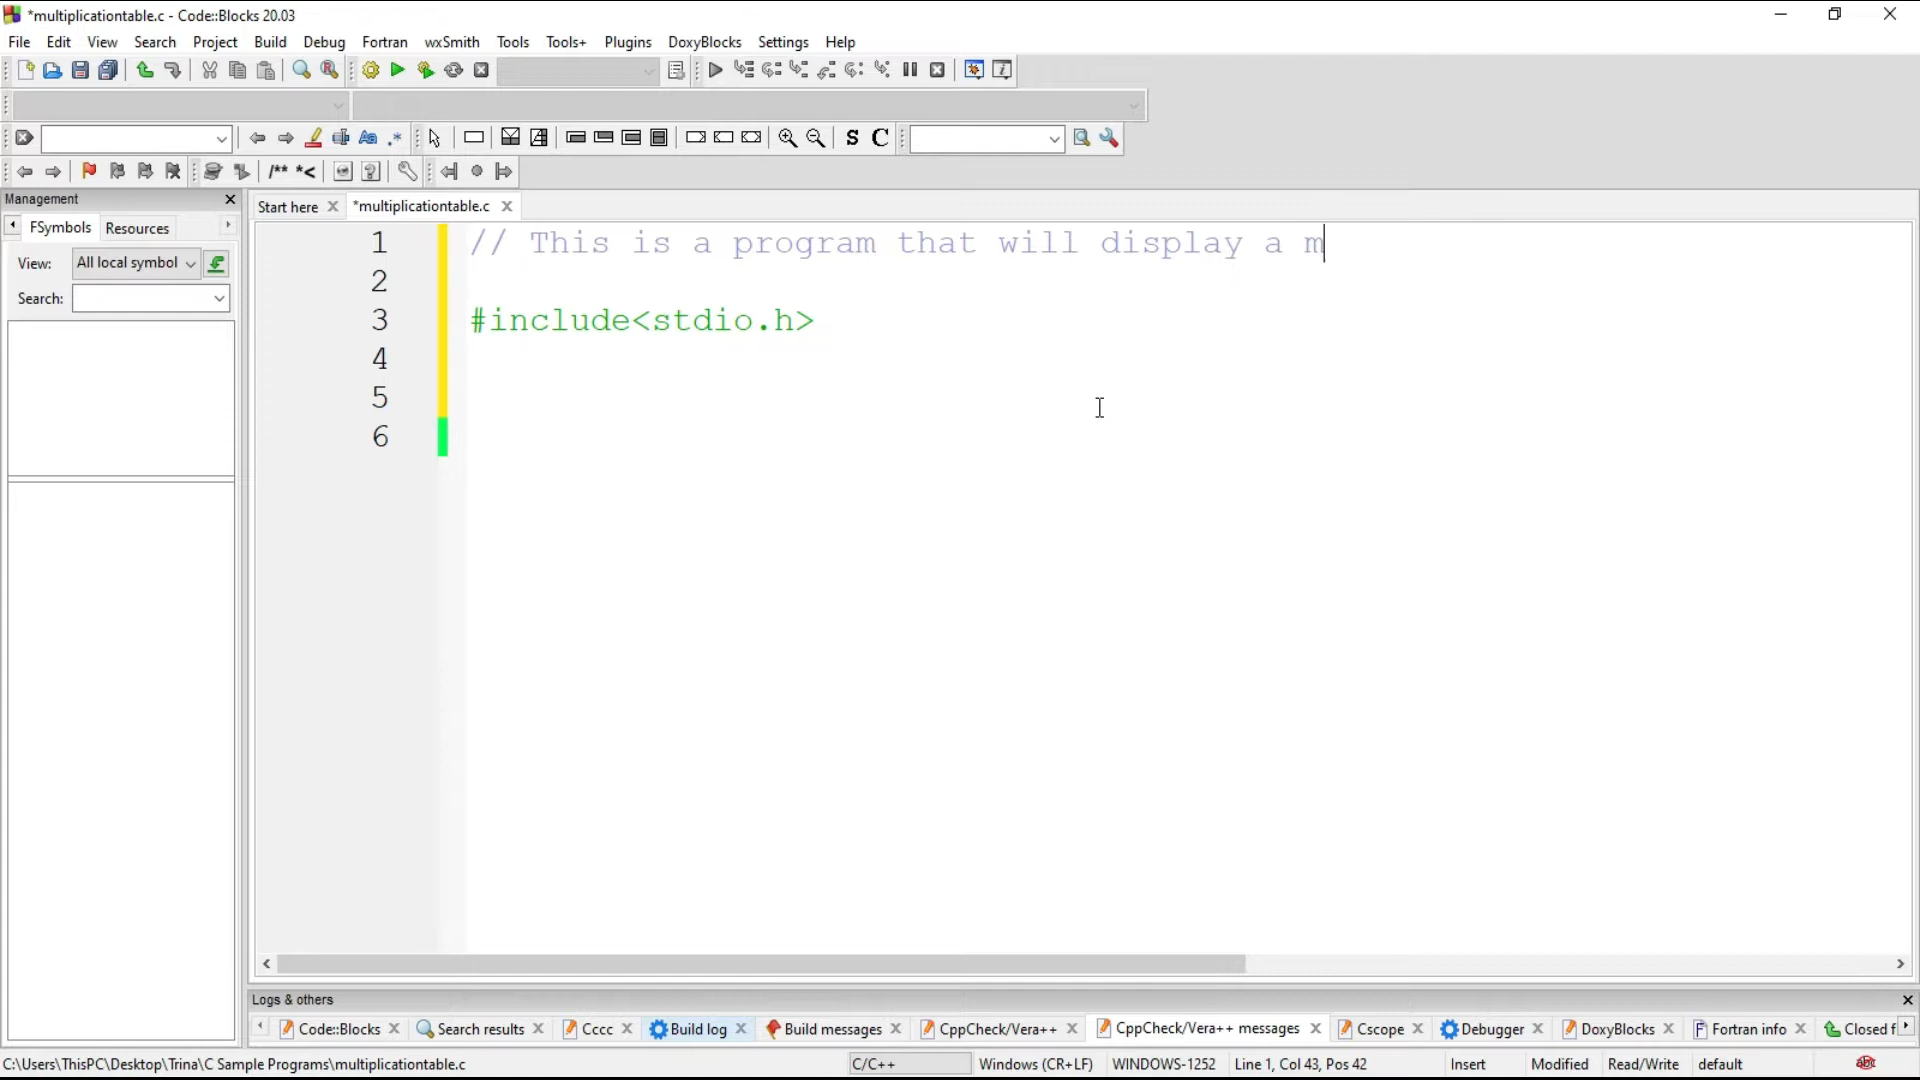 *multiplicationtable.c - Code::Blocks 20.03
File Edit View Search Project Build Debug Fortran wxSmith Tools Tools+ Plugins DoxyBlocks Settings Help
/** *<
S C
Management
FSymbols Resources
View: All local symbol
Search:
Start here *multiplicationtable.c
1 // This is a program that will display a m
2
3 #include<stdio.h>
4
5
6
Logs & others
Code::Blocks Search results Cccc Build log Build messages CppCheck/Vera++ CppCheck/Vera++ messages Cscope Debugger DoxyBlocks Fortran info Closed f
C:\Users\ThisPC\Desktop\Trina\C Sample Programs\multiplicationtable.c C/C++ Windows (CR+LF) WINDOWS-1252 Line 1, Col 43, Pos 42 Insert Modified Read/Write default